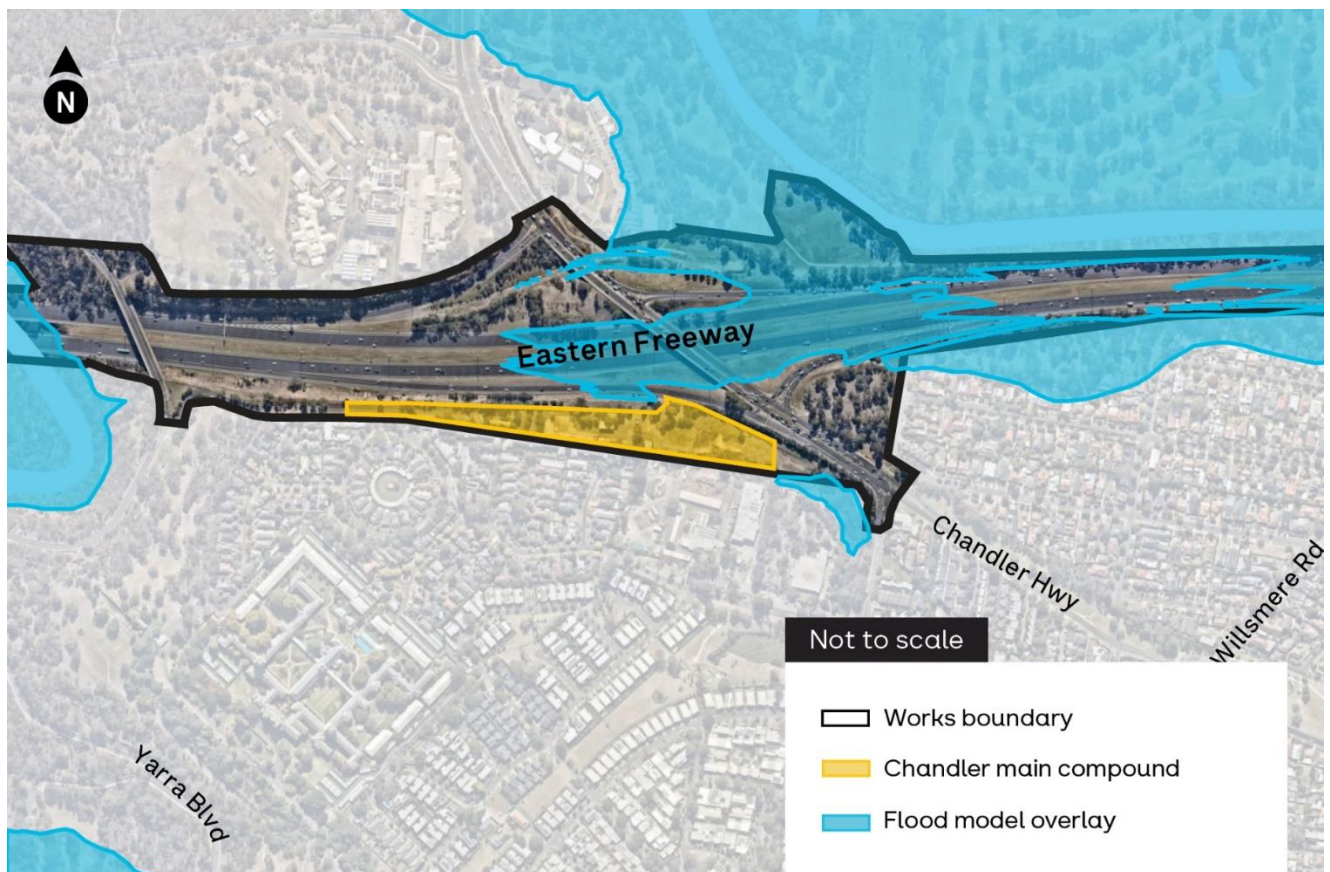 N
Eastern Freeway
Chandler Hwy
Willsmere Rd
Yarra Blvd
Not to scale
Works boundary
Chandler main compound
Flood model overlay